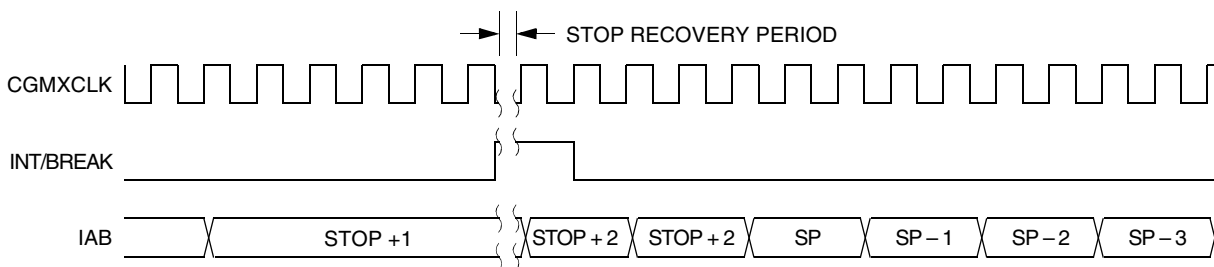 STOP RECOVERY PERIOD
CGMXCLK
INT/BREAK
IAB STOP +1 STOP + 2 STOP + 2 SP SP – 1 SP – 2 SP – 3